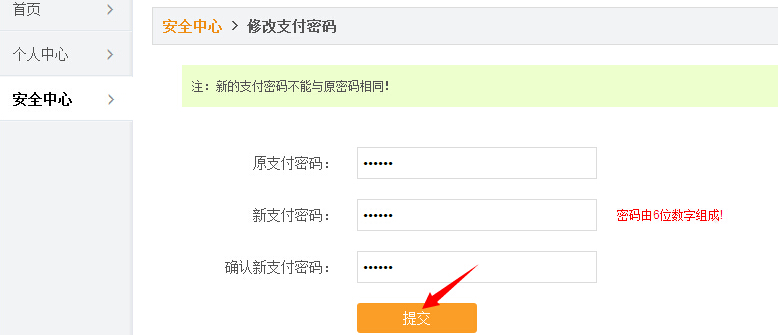 首页
个人中心
安全中心
安全中心 > 修改支付密码
注：新的支付密码不能与原密码相同！
原支付密码： ••••••
新支付密码： •••••• 密码由6位数字组成!
确认新支付密码： ••••••
提交